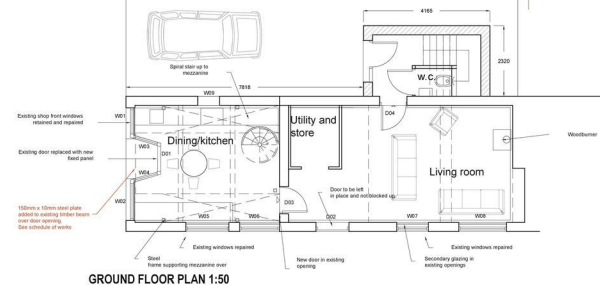 4165
2320
W.C.
Spiral stair up to
mezzanine
7818
W09
D04
Existing shop front windows
retained and repaired
W01
Utility and
store
Dining/kitchen
Woodburner
W03
D01
Existing door replaced with new
fixed panel
W04
Living room
150mm x 10mm steel plate
added to existing timber beam
over door opening.
See schedule of works
W02
Door to be left
in place and not blocked up
D03
W05
W06
D02
W07
W08
Existing windows repaired
Existing windows repaired
Steel
frame supporting mezzanine over
New door in existing
opening
Secondary glazing in
existing openings
GROUND FLOOR PLAN 1:50